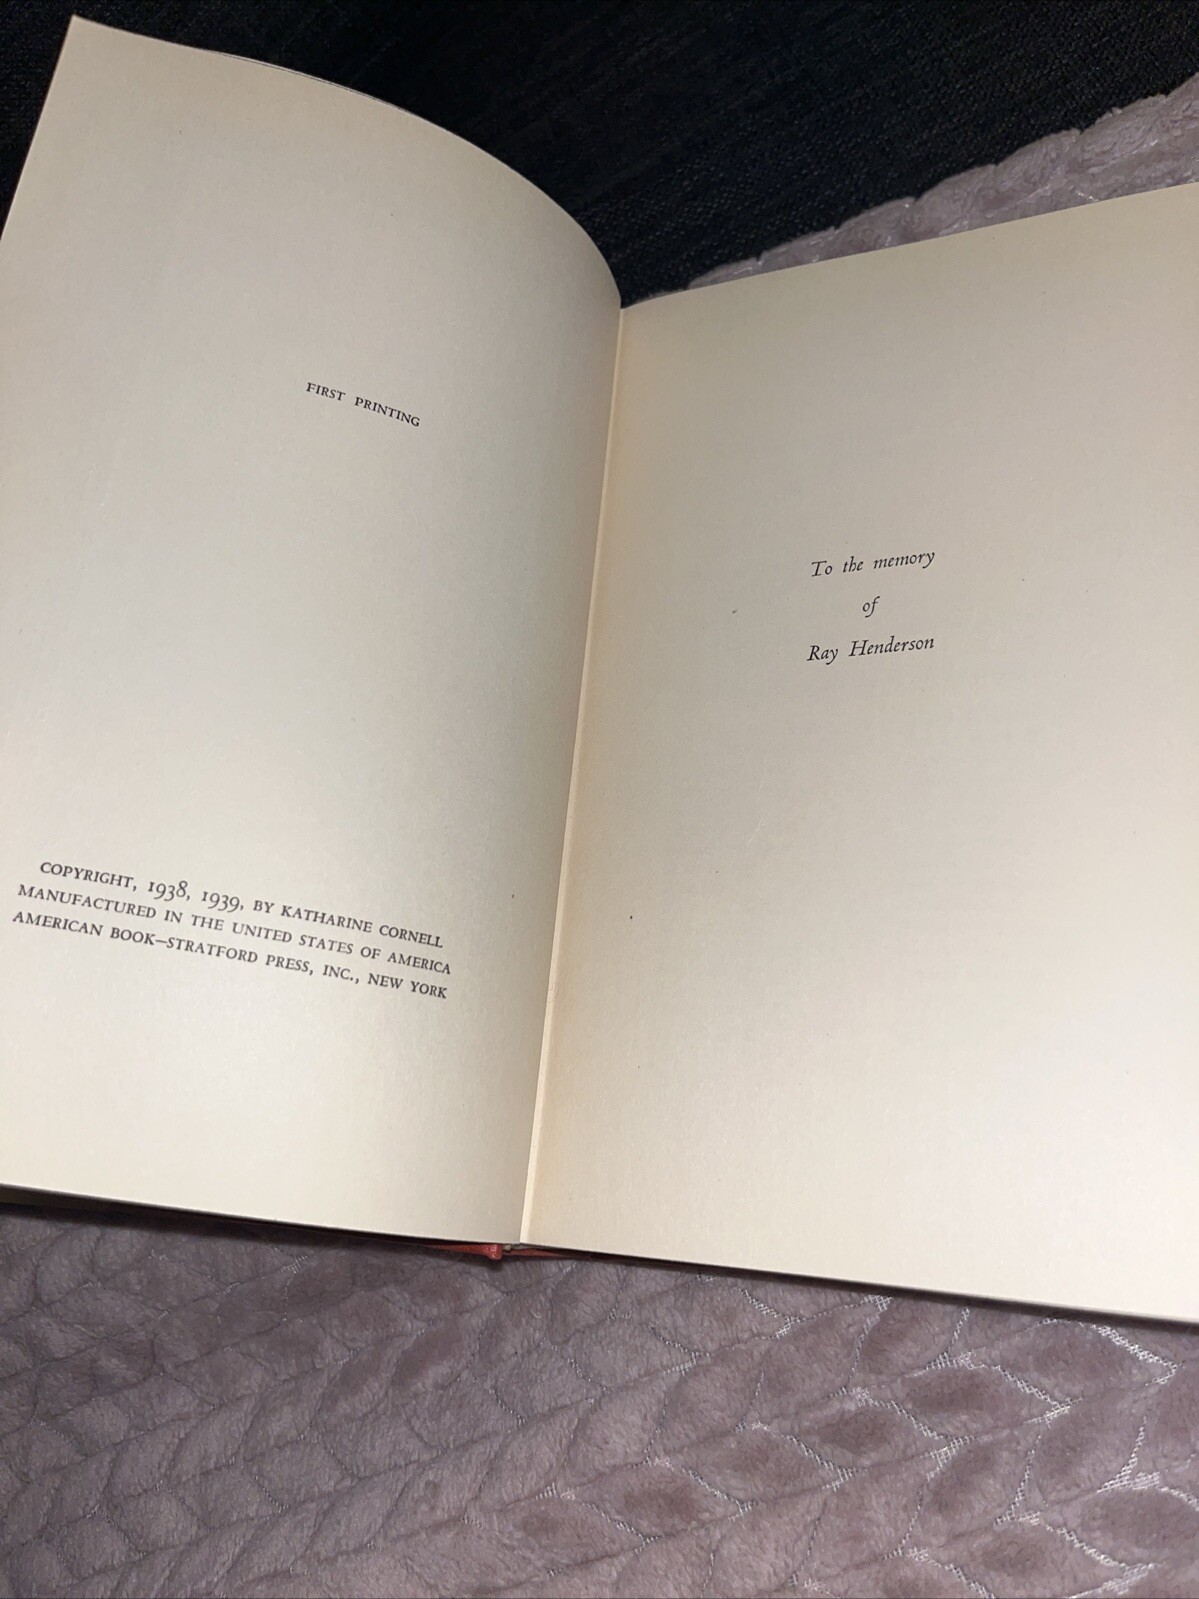 FIRST PRINTING
COPYRIGHT, 1938, 1939, BY KATHARINE CORNELL
MANUFACTURED IN THE UNITED STATES OF AMERICA
AMERICAN BOOK—STRATFORD PRESS, INC., NEW YORK
To the memory
of
Ray Henderson